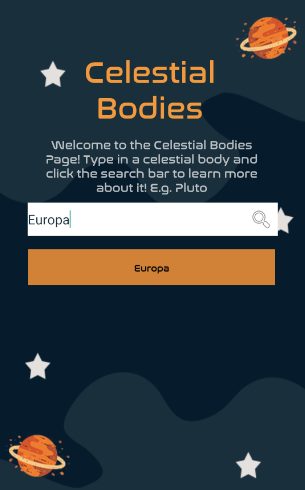 Celestial
Bodies
Welcome to the Celestial Bodies
Page! Type in a celestial body and
click the search bar to learn more
about it! E.g. Pluto
Europa
Europa